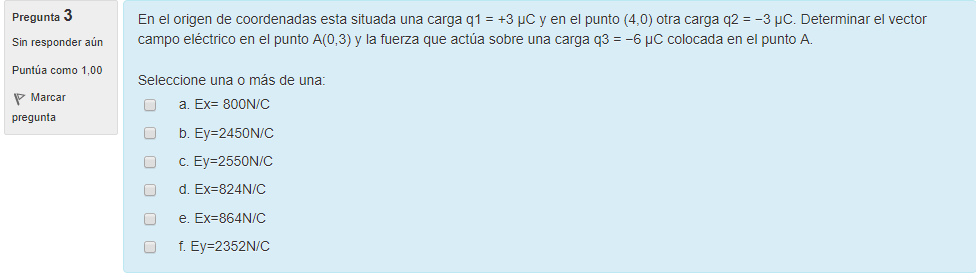 Pregunta 3
Sin responder aún
Puntúa como 1,00
Marcar
pregunta
En el origen de coordenadas esta situada una carga q1 = +3 µC y en el punto (4,0) otra carga q2 = −3 µC. Determinar el vector
campo eléctrico en el punto A(0,3) y la fuerza que actúa sobre una carga q3 = −6 µC colocada en el punto A.
Seleccione una o más de una:
a. Ex= 800N/C
b. Ey=2450N/C
c. Ey=2550N/C
d. Ex=824N/C
e. Ex=864N/C
f. Ey=2352N/C